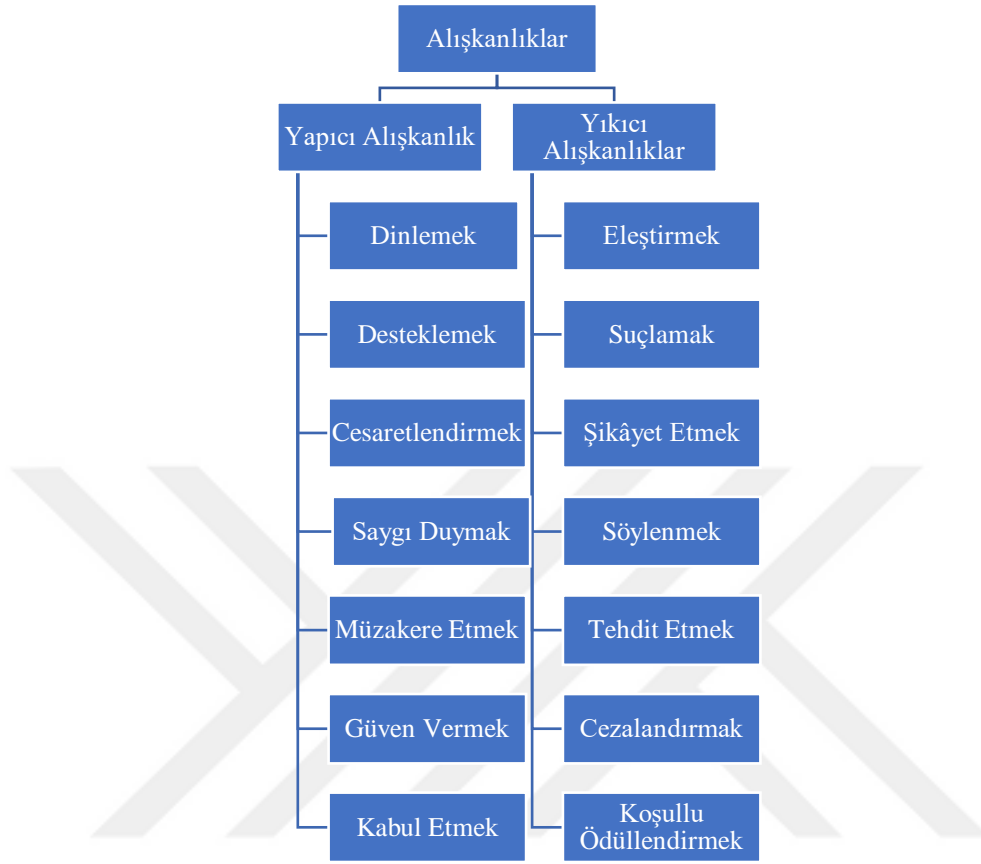 Alışkanlıklar
Yapıcı Alışkanlık
Yıkıcı
Alışkanlıklar
Dinlemek
Eleştirmek
Desteklemek
Suçlamak
Cesaretlendirmek
Şikâyet Etmek
Saygı Duymak
Söylenmek
Müzakere Etmek
Tehdit Etmek
Güven Vermek
Cezalandırmak
Kabul Etmek
Koşullu
Ödüllendirmek